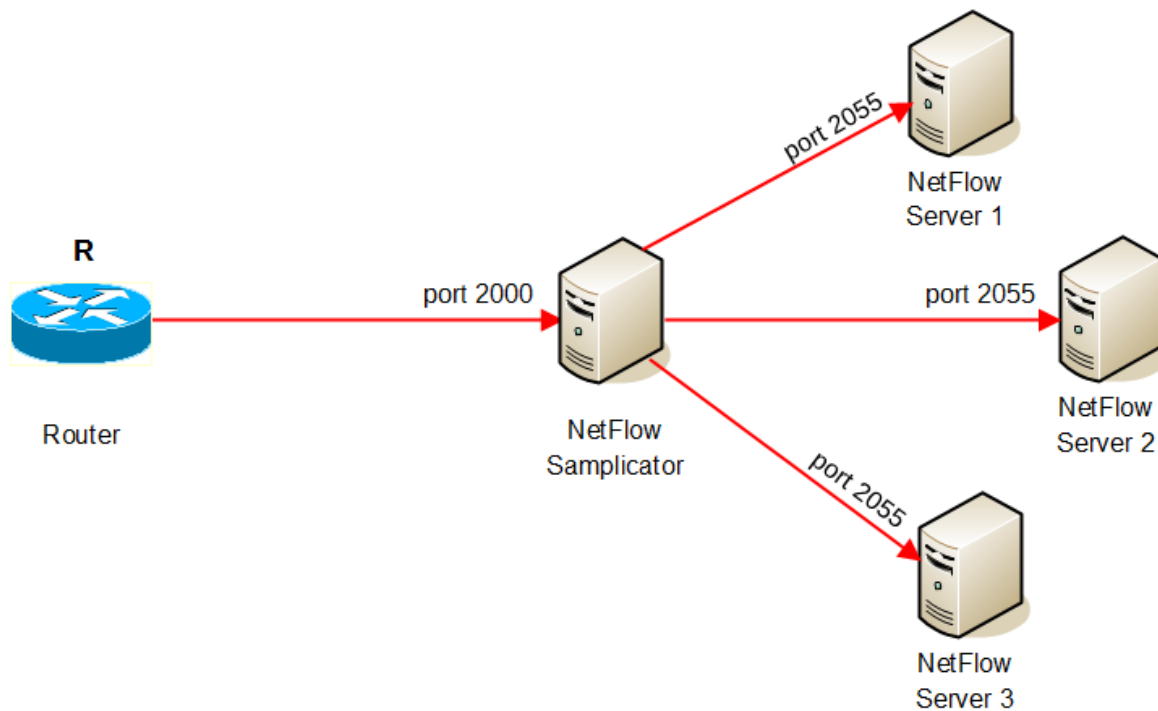 R
Router
port 2000
NetFlow
Samplicator
port 2055
NetFlow
Server 1
port 2055
NetFlow
Server 2
port 2055
NetFlow
Server 3